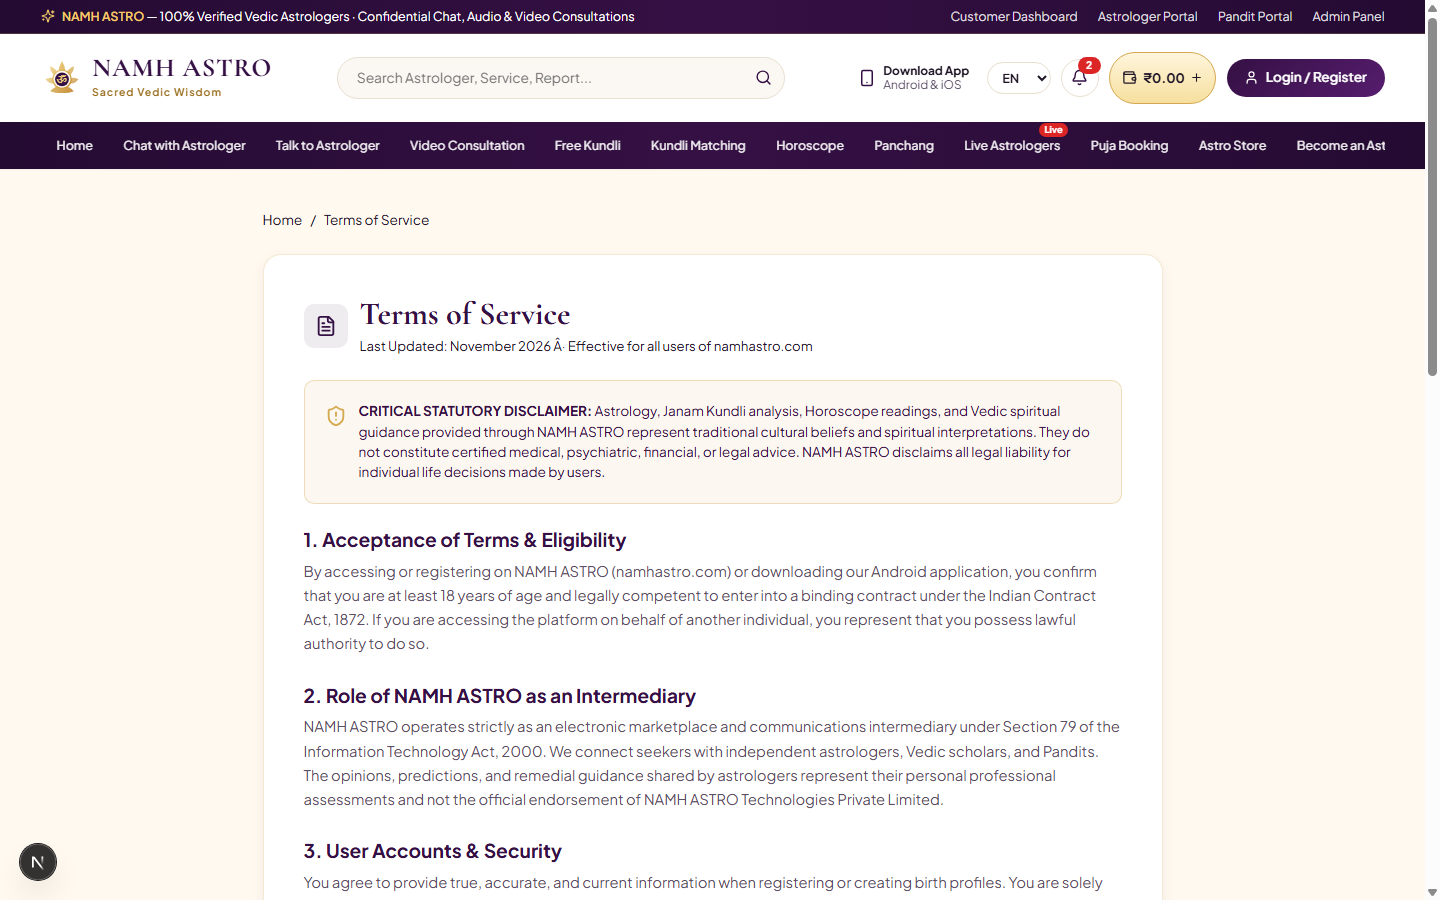 NAMH ASTRO — 100% Verified Vedic Astrologers · Confidential Chat, Audio & Video Consultations
Customer Dashboard Astrologer Portal Pandit Portal Admin Panel
NAMH ASTRO
Sacred Vedic Wisdom
Search Astrologer, Service, Report...
Download App
Android & iOS
EN
2
₹0.00 +
Login / Register
Live
Home Chat with Astrologer Talk to Astrologer Video Consultation Free Kundli Kundli Matching Horoscope Panchang Live Astrologers Puja Booking Astro Store Become an Ast
Home / Terms of Service
Terms of Service
Last Updated: November 2026 Â· Effective for all users of namhastro.com
CRITICAL STATUTORY DISCLAIMER: Astrology, Janam Kundli analysis, Horoscope readings, and Vedic spiritual
guidance provided through NAMH ASTRO represent traditional cultural beliefs and spiritual interpretations. They do
not constitute certified medical, psychiatric, financial, or legal advice. NAMH ASTRO disclaims all legal liability for
individual life decisions made by users.
1. Acceptance of Terms & Eligibility
By accessing or registering on NAMH ASTRO (namhastro.com) or downloading our Android application, you confirm
that you are at least 18 years of age and legally competent to enter into a binding contract under the Indian Contract
Act, 1872. If you are accessing the platform on behalf of another individual, you represent that you possess lawful
authority to do so.
2. Role of NAMH ASTRO as an Intermediary
NAMH ASTRO operates strictly as an electronic marketplace and communications intermediary under Section 79 of the
Information Technology Act, 2000. We connect seekers with independent astrologers, Vedic scholars, and Pandits.
The opinions, predictions, and remedial guidance shared by astrologers represent their personal professional
assessments and not the official endorsement of NAMH ASTRO Technologies Private Limited.
3. User Accounts & Security
You agree to provide true, accurate, and current information when registering or creating birth profiles. You are solely
N